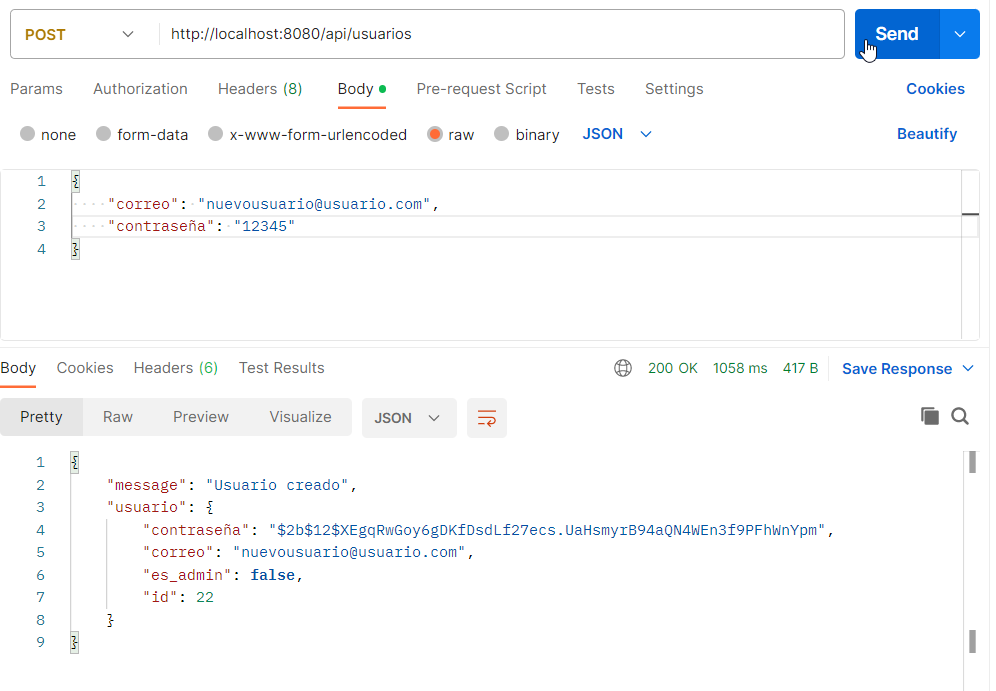 POST http://localhost:8080/api/usuarios Send
Params Authorization Headers (8) Body Pre-request Script Tests Settings Cookies
none form-data x-www-form-urlencoded raw binary JSON Beautify
1 {
2 "correo": "nuevousuario@usuario.com",
3 "contraseña": "12345"
4 }
Body Cookies Headers (6) Test Results 200 OK 1058 ms 417 B Save Response
Pretty Raw Preview Visualize JSON
1 {
2 "message": "Usuario creado",
3 "usuario": {
4 "contraseña": "$2b$12$XEgqRwGoy6gDKfDsdLf27ecs.UaHsmyrB94aQN4WEn3f9PFhWnYpm",
5 "correo": "nuevousuario@usuario.com",
6 "es_admin": false,
7 "id": 22
8 }
9 }